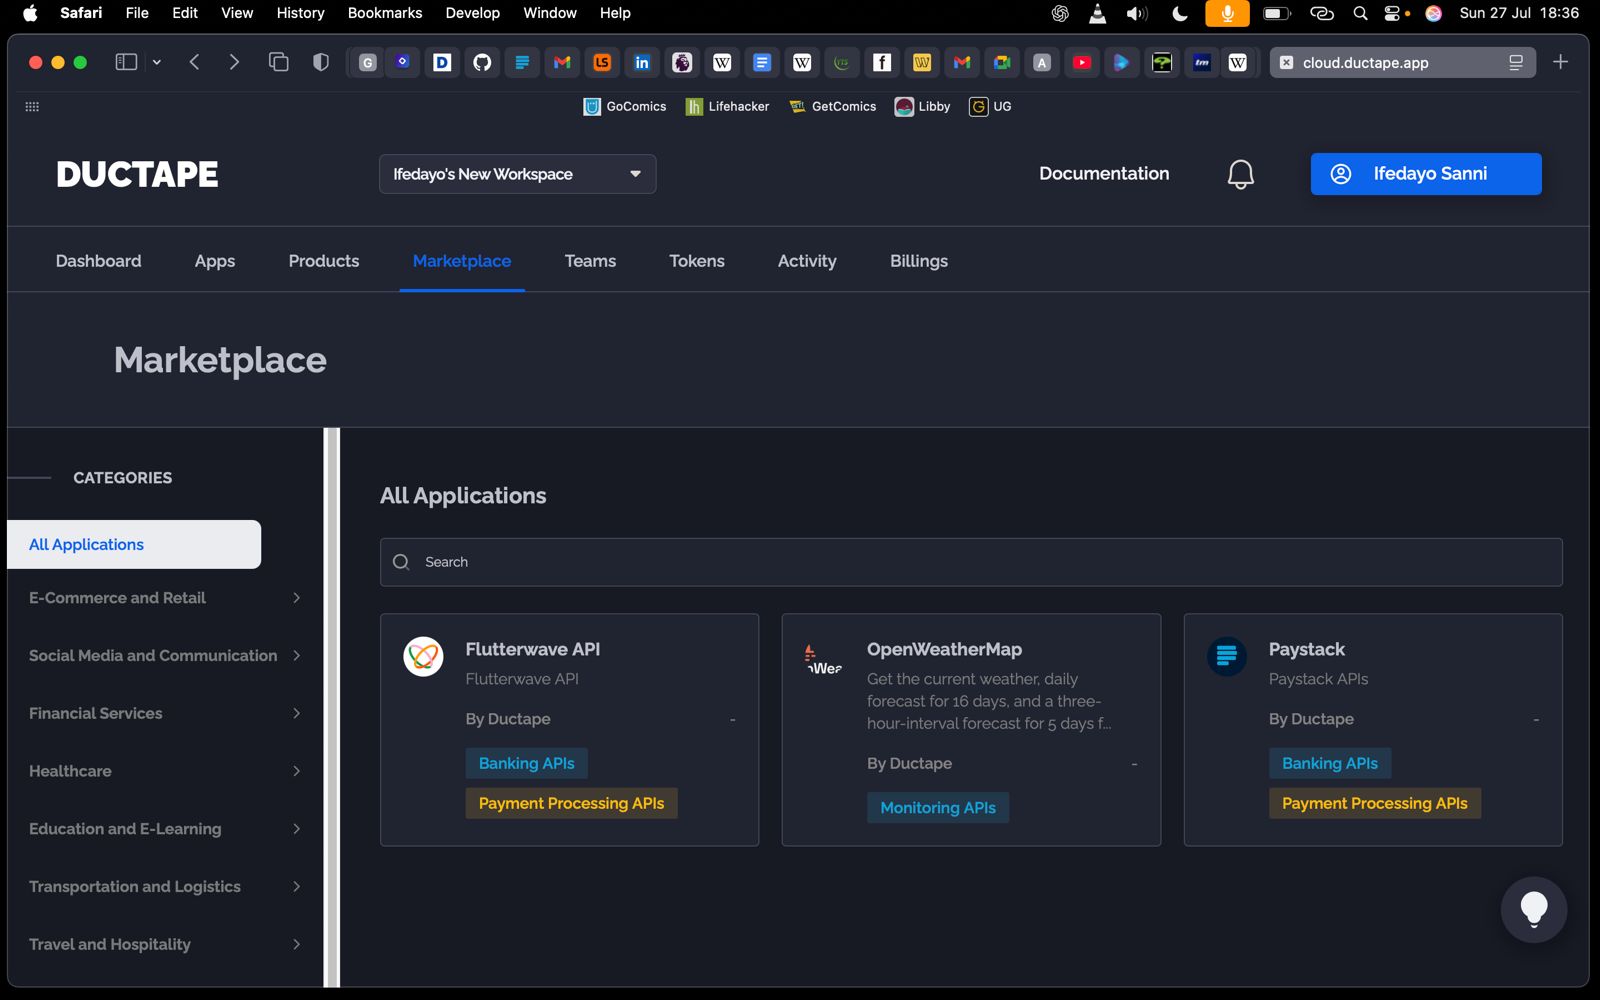 Safari File Edit View History Bookmarks Develop Window Help Sun 27 Jul 18:36
cloud.ductape.app
GoComics Lifehacker GetComics Libby UG
DUCTAPE Ifedayo's New Workspace Documentation Ifedayo Sanni
Dashboard Apps Products Marketplace Teams Tokens Activity Billings
Marketplace
CATEGORIES
All Applications
E-Commerce and Retail
Social Media and Communication
Financial Services
Healthcare
Education and E-Learning
Transportation and Logistics
Travel and Hospitality
All Applications
Search
Flutterwave API
Flutterwave API
By Ductape -
Banking APIs
Payment Processing APIs
OpenWeatherMap
Get the current weather, daily
forecast for 16 days, and a three-
hour-interval forecast for 5 days f...
By Ductape -
Monitoring APIs
Paystack
Paystack APIs
By Ductape -
Banking APIs
Payment Processing APIs